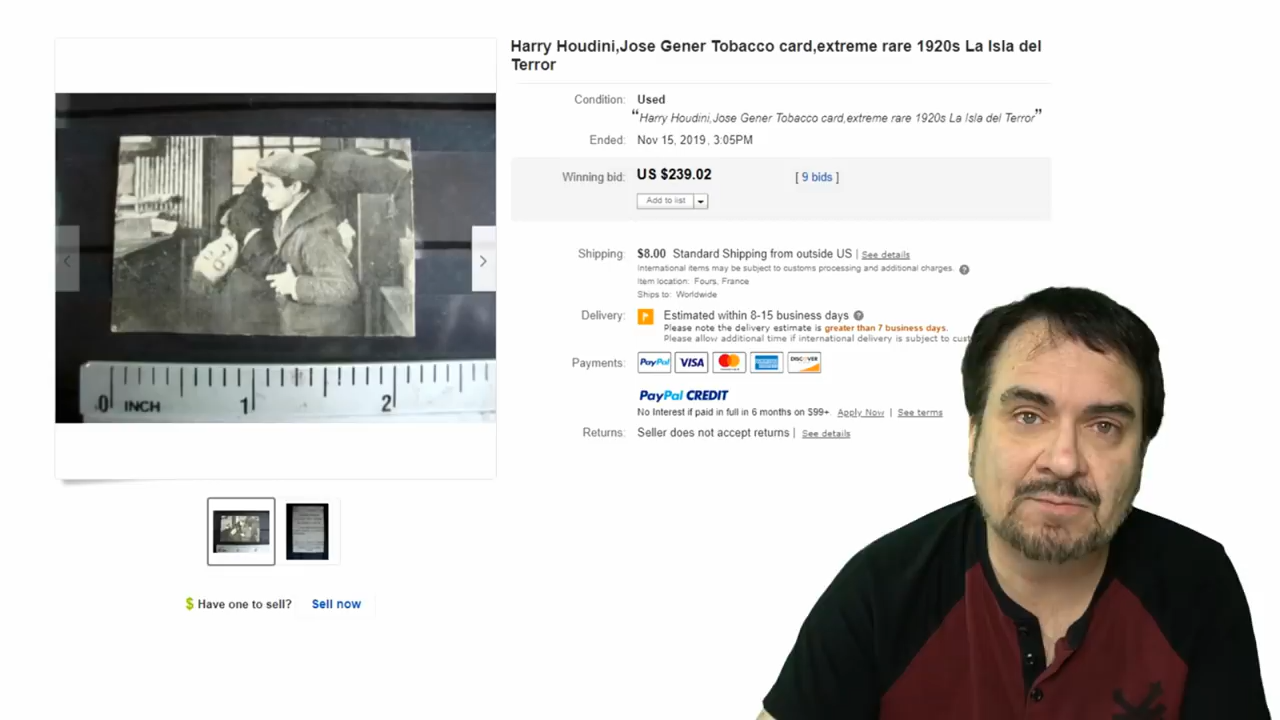 Harry Houdini,Jose Gener Tobacco card,extreme rare 1920s La Isla del
Terror
Condition: Used
“Harry Houdini,Jose Gener Tobacco card,extreme rare 1920s La Isla del Terror”
Ended: Nov 15, 2019 , 3:05PM
Winning bid: US $239.02 [ 9 bids ]
Add to list
Shipping: $8.00 Standard Shipping from outside US | See details
International items may be subject to customs processing and additional charges. ?
Item location: Fours, France
Ships to: Worldwide
Delivery: Estimated within 8-15 business days ?
Please note the delivery estimate is greater than 7 business days.
Please allow additional time if international delivery is subject to cust
Payments: PayPal VISA MasterCard AMERICAN EXPRESS DISCOVER
PayPal CREDIT
No Interest if paid in full in 6 months on $99+. Apply Now | See terms
Returns: Seller does not accept returns | See details
0 INCH 1 2
$ Have one to sell? Sell now